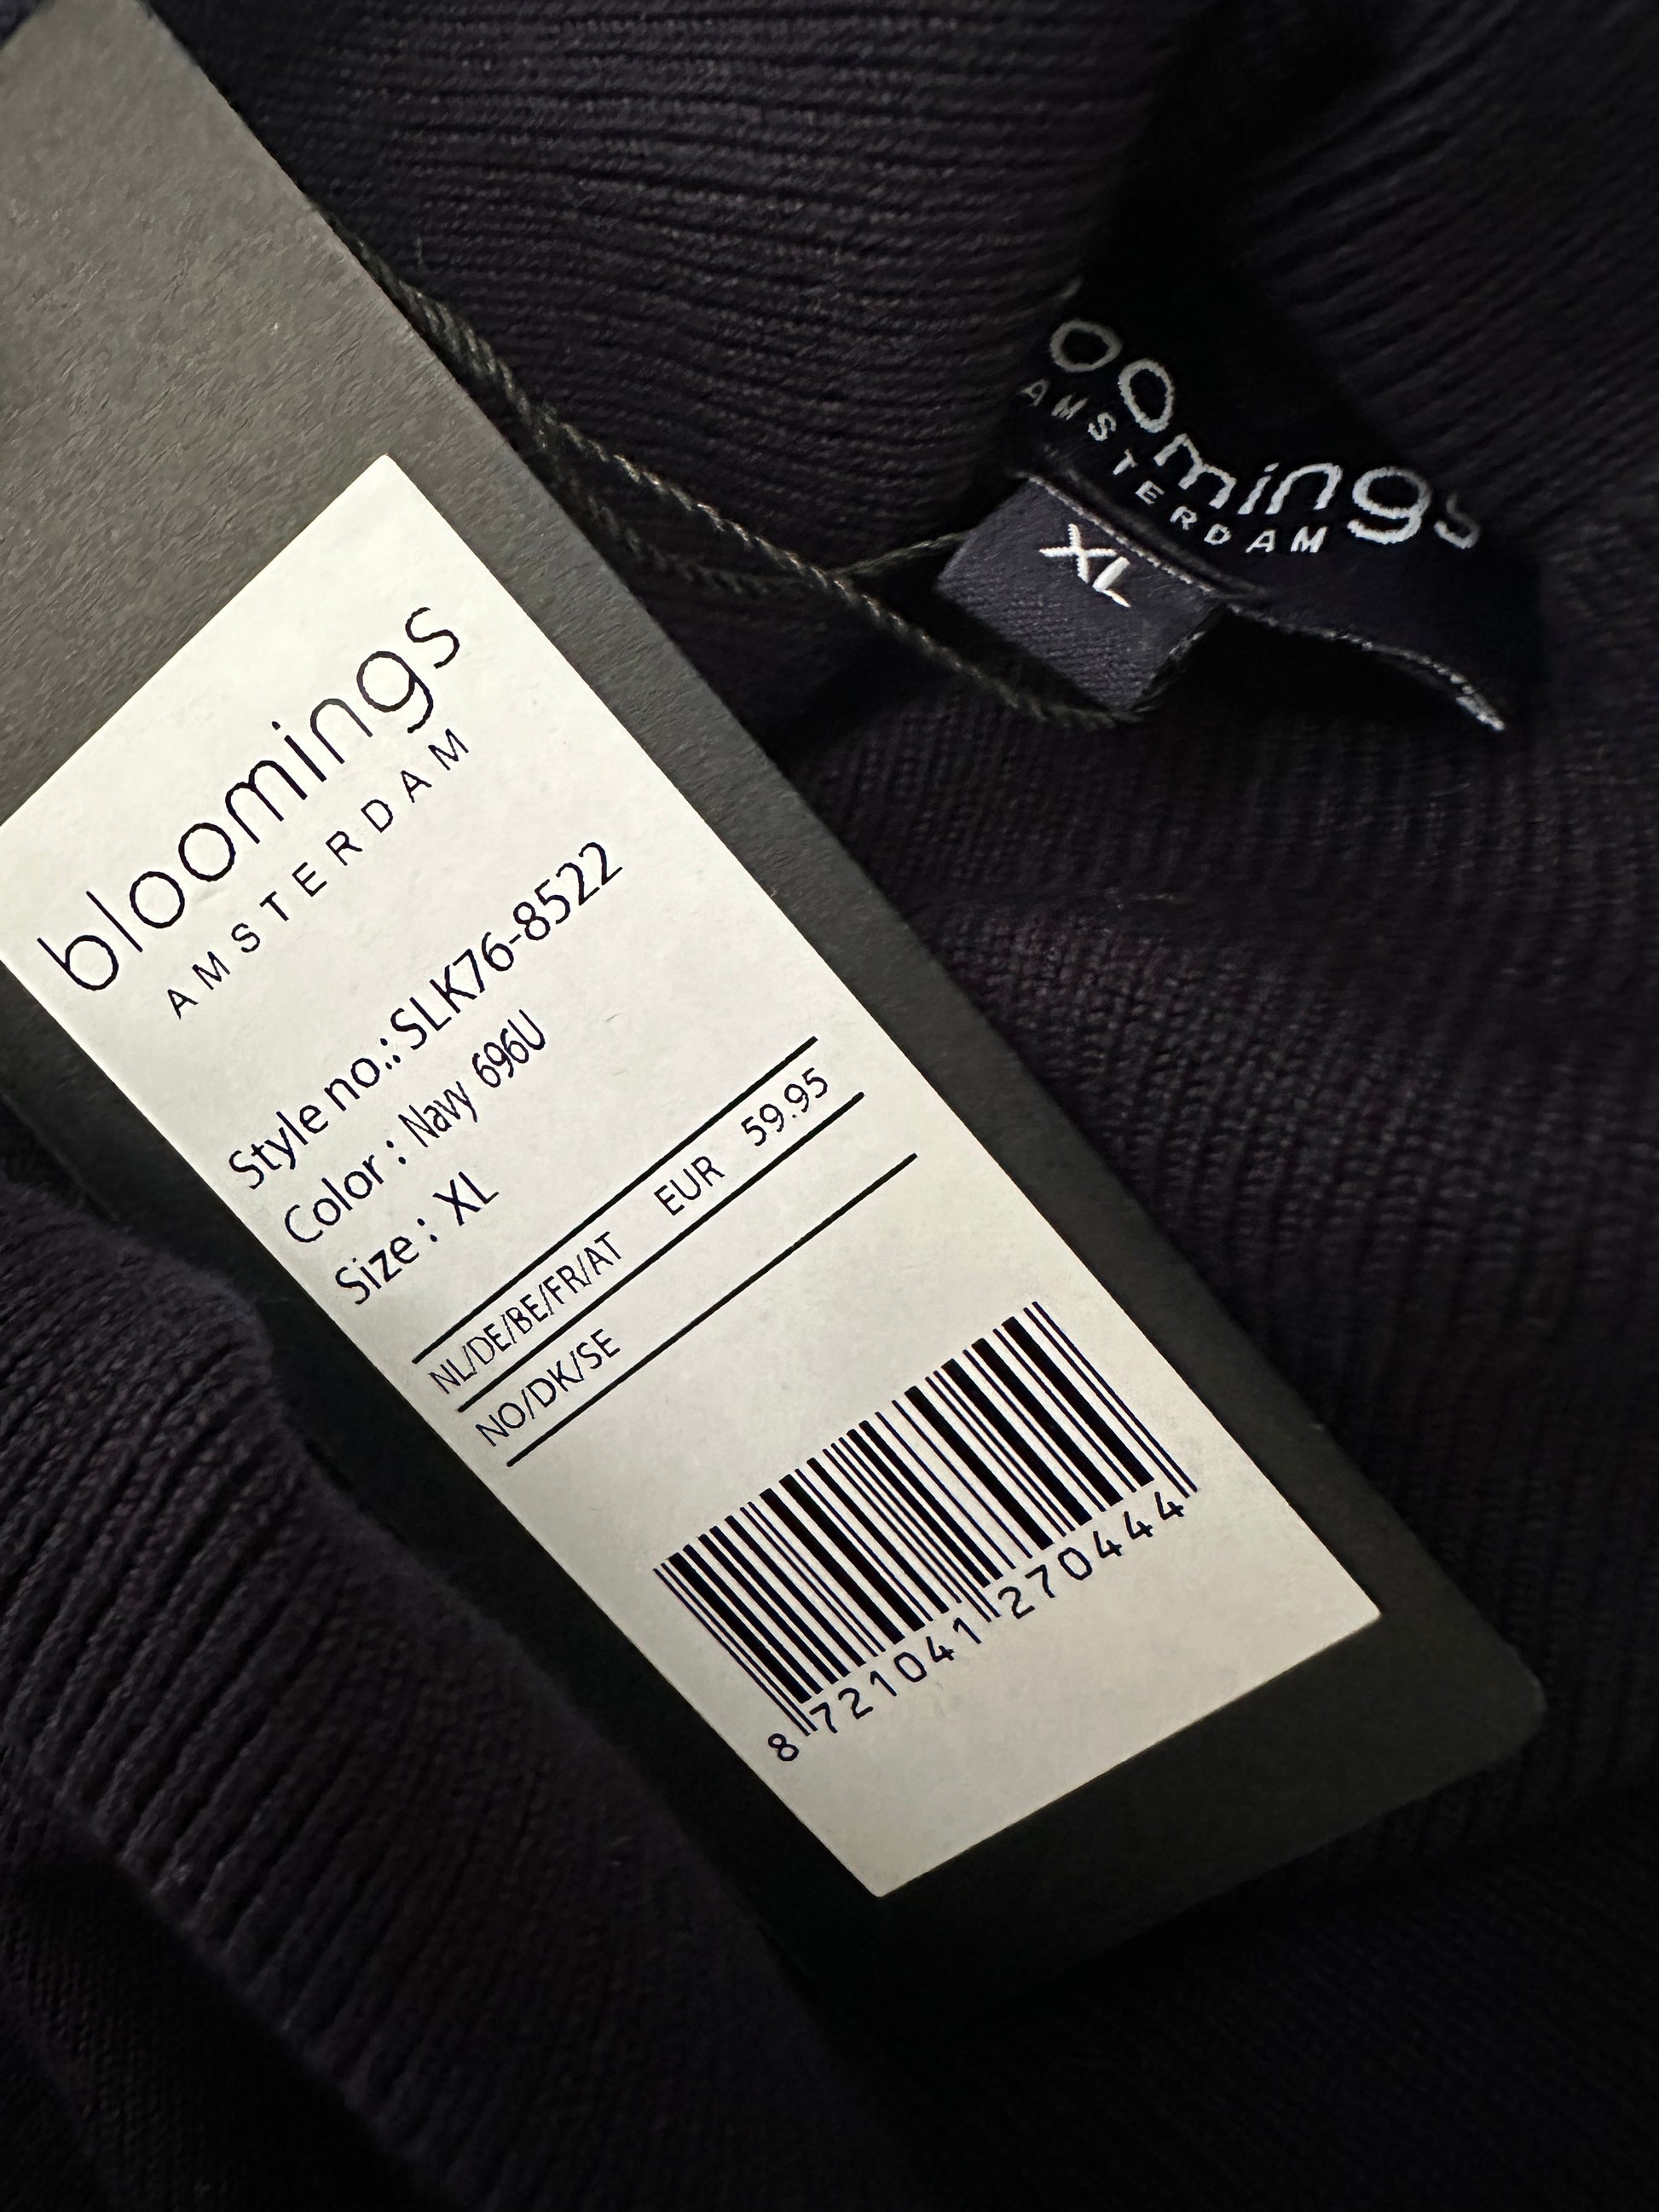 bloomings
AMSTERDAM
Style no.: SLK76-8522
Color : Navy 696U
Size : XL
NL/DE/BE/FR/AT EUR 59.95
NO/DK/SE
8 721041 270444
oomings
AMSTERDAM
XL